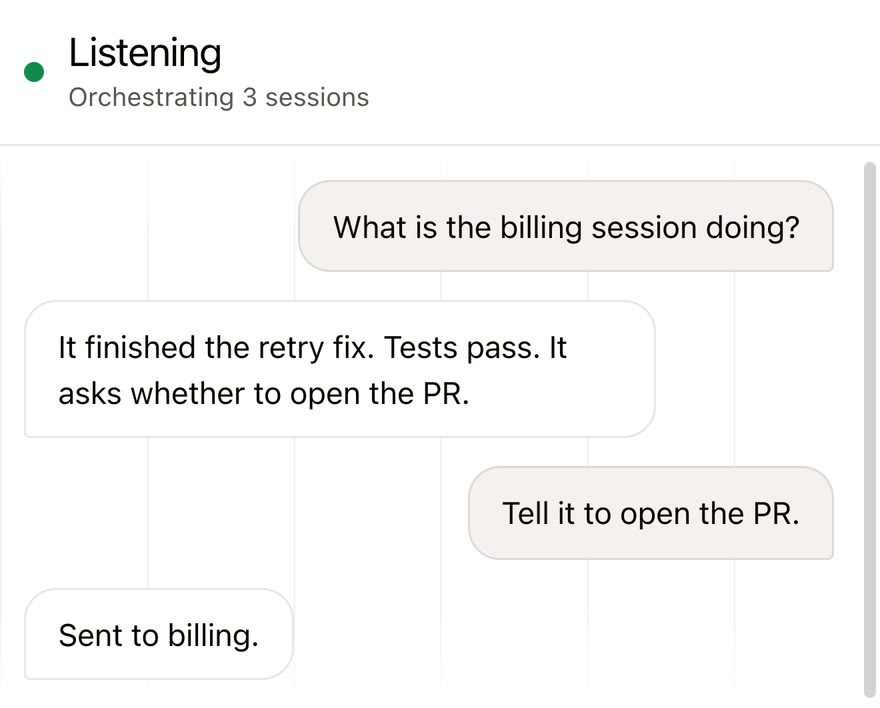 Listening
Orchestrating 3 sessions
What is the billing session doing?
It finished the retry fix. Tests pass. It
asks whether to open the PR.
Tell it to open the PR.
Sent to billing.